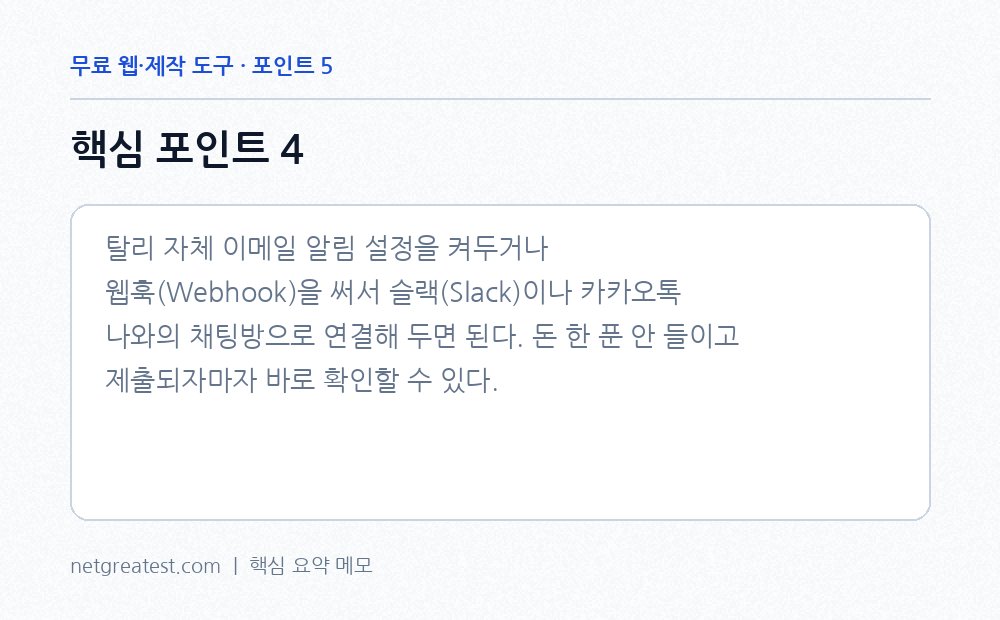 무료 웹·제작 도구 · 포인트 5
핵심 포인트 4
탈리 자체 이메일 알림 설정을 켜두거나
웹훅(Webhook)을 써서 슬랙(Slack)이나 카카오톡
나와의 채팅방으로 연결해 두면 된다. 돈 한 푼 안 들이고
제출되자마자 바로 확인할 수 있다.
netgreatest.com | 핵심 요약 메모